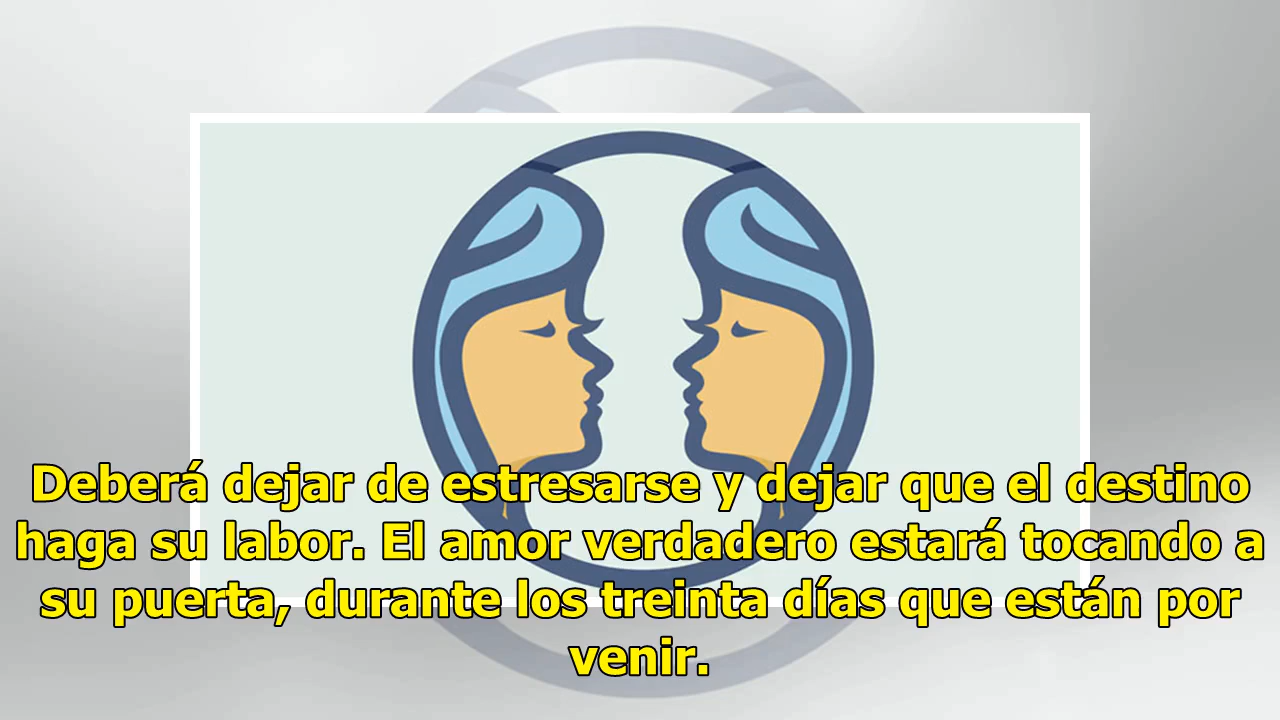 Deberá dejar de estresarse y dejar que el destino
haga su labor. El amor verdadero estará tocando a
su puerta, durante los treinta días que están por
venir.